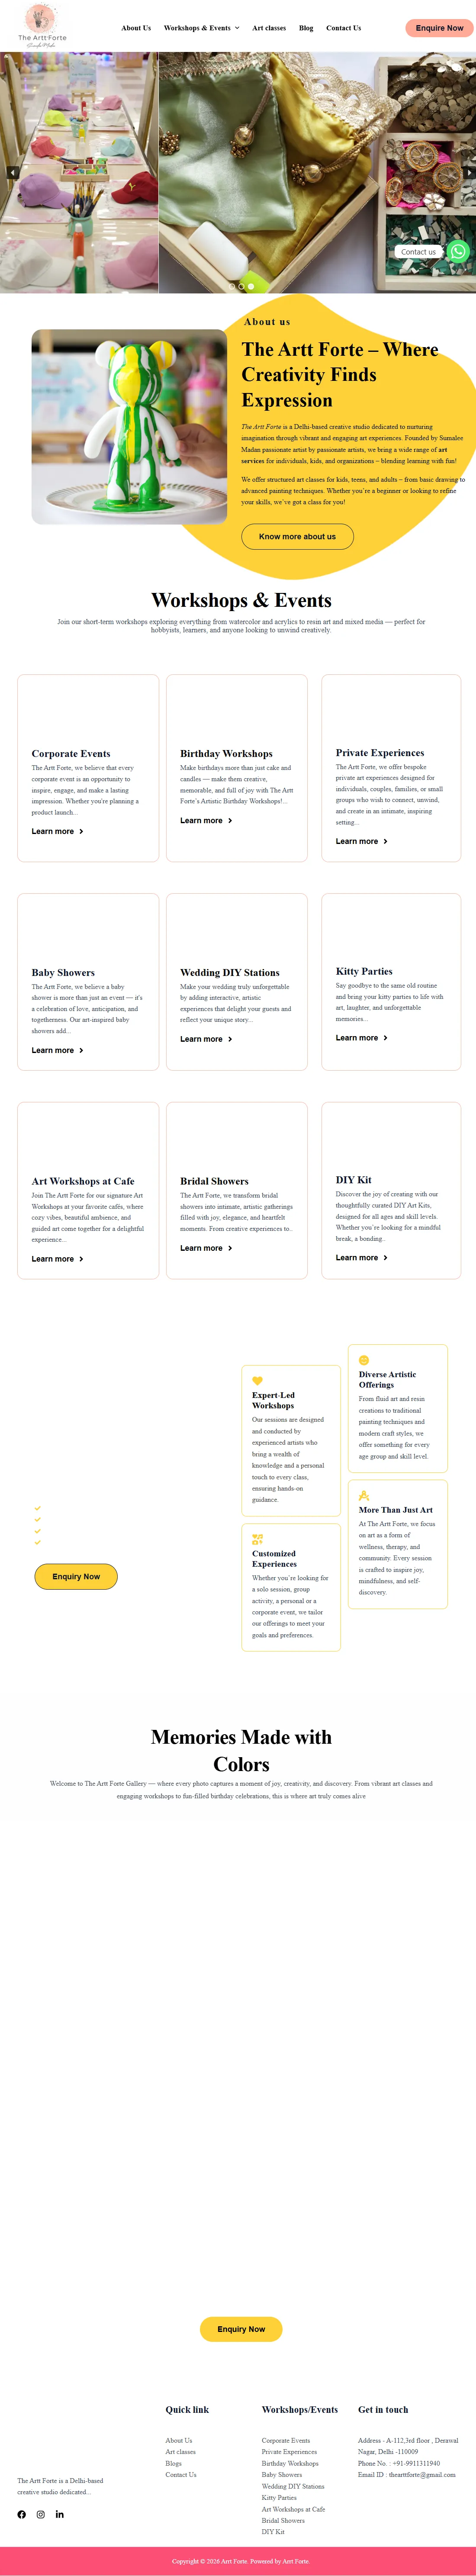 The Artt Forte
About Us
Workshops & Events
Art classes
Blog
Contact Us
Enquire Now
Contact us
About us
The Artt Forte – Where
Creativity Finds
Expression
The Artt Forte is a Delhi-based creative studio dedicated to nurturing
imagination through vibrant and engaging art experiences. Founded by Sumalee
Madan passionate artist by passionate artists, we bring a wide range of art
services for individuals, kids, and organizations – blending learning with fun!
We offer structured art classes for kids, teens, and adults – from basic drawing to
advanced painting techniques. Whether you're a beginner or looking to refine
your skills, we've got a class for you!
Know more about us
Workshops & Events
Join our short-term workshops exploring everything from watercolor and acrylics to resin art and mixed media — perfect for
hobbyists, learners, and anyone looking to unwind creatively.
Corporate Events
The Artt Forte, we believe that every
corporate event is an opportunity to
inspire, engage, and make a lasting
impression. Whether you're planning a
product launch...
Learn more
Birthday Workshops
Make birthdays more than just cake and
candles — make them creative,
memorable, and full of joy with The Artt
Forte's Artistic Birthday Workshops!...
Learn more
Private Experiences
The Artt Forte, we offer bespoke
private art experiences designed for
individuals, couples, families, or small
groups who wish to connect, unwind,
and create in an intimate, inspiring
setting...
Learn more
Baby Showers
The Artt Forte, we believe a baby
shower is more than just an event — it's
a celebration of love, anticipation, and
togetherness. Our art-inspired baby
showers add...
Learn more
Wedding DIY Stations
Make your wedding truly unforgettable
by adding interactive, artistic
experiences that delight your guests and
reflect your unique story...
Learn more
Kitty Parties
Say goodbye to the same old routine
and bring your kitty parties to life with
art, laughter, and unforgettable
memories...
Learn more
Art Workshops at Cafe
Join The Artt Forte for our signature Art
Workshops at your favorite cafés, where
cozy vibes, beautiful ambience, and
guided art come together for a delightful
experience...
Learn more
Bridal Showers
The Artt Forte, we transform bridal
showers into intimate, artistic gatherings
filled with joy, elegance, and heartfelt
moments. From creative experiences to..
Learn more
DIY Kit
Discover the joy of creating with our
thoughtfully curated DIY Art Kits,
designed for all ages and skill levels.
Whether you're looking for a mindful
break, a bonding..
Learn more
Enquiry Now
Expert-Led
Workshops
Our sessions are designed
and conducted by
experienced artists who
bring a wealth of
knowledge and a personal
touch to every class,
ensuring hands-on
guidance.
Customized
Experiences
Whether you're looking for
a solo session, group
activity, a personal or a
corporate event, we tailor
our offerings to meet your
goals and preferences.
Diverse Artistic
Offerings
From fluid art and resin
creations to traditional
painting techniques and
modern craft styles, we
offer something for every
age group and skill level.
More Than Just Art
At The Artt Forte, we focus
on art as a form of
wellness, therapy, and
community. Every session
is crafted to inspire joy,
mindfulness, and self-
discovery.
Memories Made with
Colors
Welcome to The Artt Forte Gallery — where every photo captures a moment of joy, creativity, and discovery. From vibrant art classes and
engaging workshops to fun-filled birthday celebrations, this is where art truly comes alive
Enquiry Now
The Artt Forte is a Delhi-based
creative studio dedicated...
Quick link
About Us
Art classes
Blogs
Contact Us
Workshops/Events
Corporate Events
Private Experiences
Birthday Workshops
Baby Showers
Wedding DIY Stations
Kitty Parties
Art Workshops at Cafe
Bridal Showers
DIY Kit
Get in touch
Address - A-112,3rd floor , Derawal
Nagar, Delhi -110009
Phone No. : +91-9911311940
Email ID : thearttforte@gmail.com
Copyright © 2026 Artt Forte. Powered by Artt Forte.